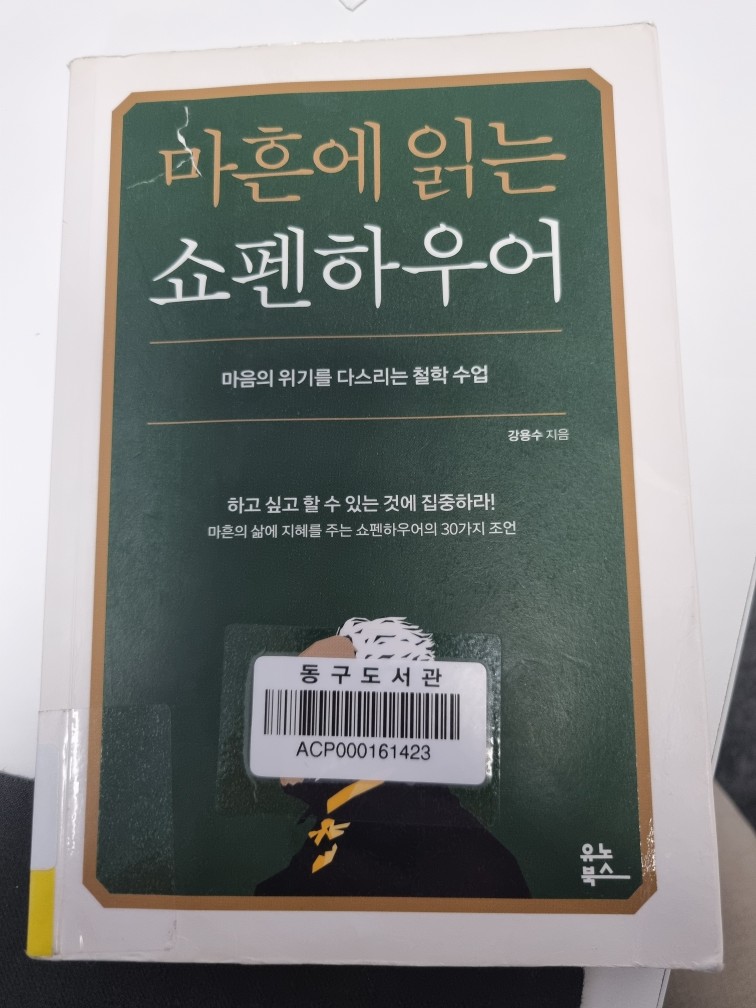 마흔에 읽는
쇼펜하우어
마음의 위기를 다스리는 철학 수업
강용수 지음
하고 싶고 할 수 있는 것에 집중하라!
마흔의 삶에 지혜를 주는 쇼펜하우어의 30가지 조언
동구도서관
ACP000161423
유노
북스